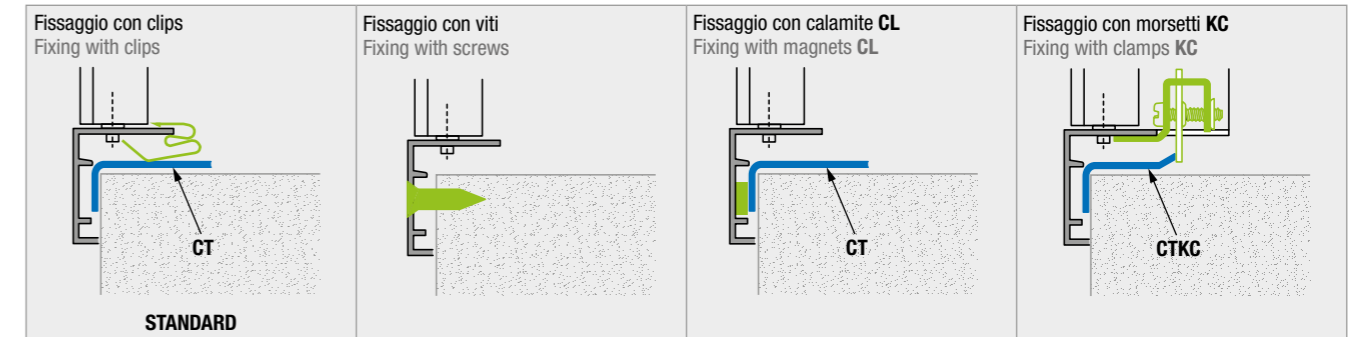 Fissaggio con clips
Fixing with clips
CT
STANDARD
Fissaggio con viti
Fixing with screws
Fissaggio con calamite CL
Fixing with magnets CL
CT
Fissaggio con morsetti KC
Fixing with clamps KC
CTKC